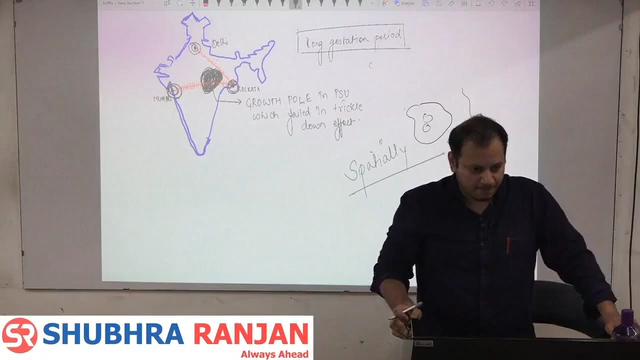 Delhi
Long gestation period
MUMBAI
KOLKATA
GROWTH POLE in PSU
which failed in trickle
down effect.
8
Spatially
SR SHUBHRA RANJAN
Always Ahead